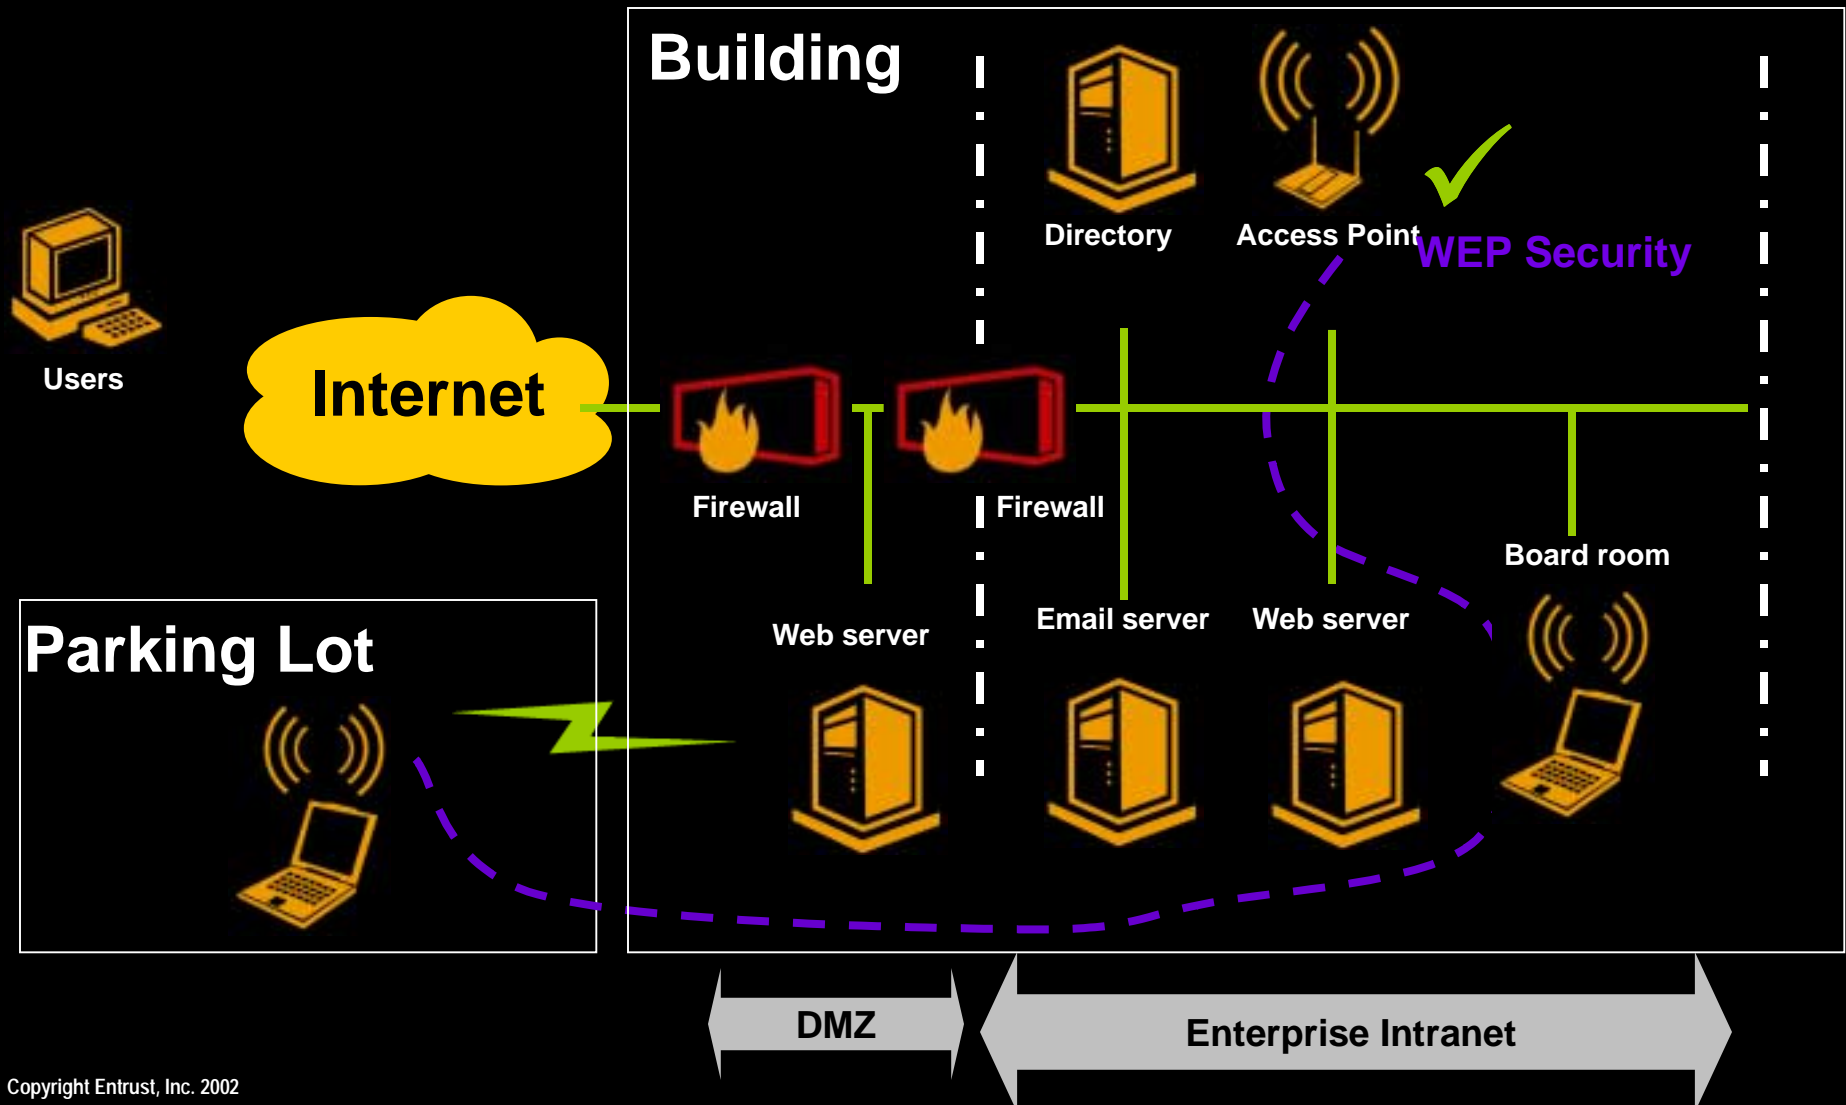 Building
Directory
Access Point
WEP Security
Users
Internet
Firewall
Firewall
Board room
Parking Lot
Web server
Email server
Web server
DMZ
Enterprise Intranet
Copyright Entrust, Inc. 2002